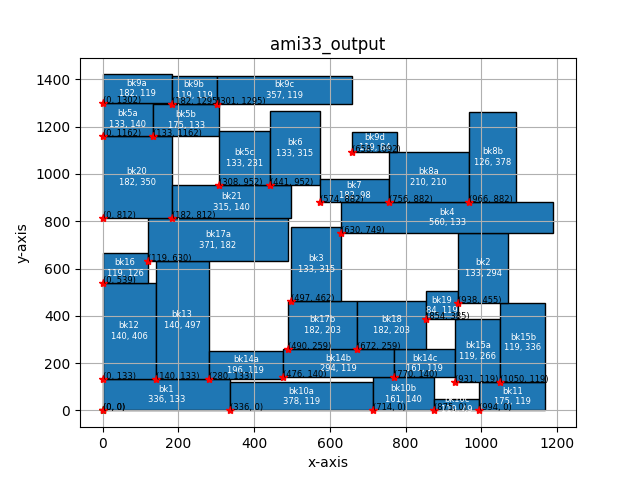 ami33_output
y-axis
1400
1200
1000
800
600
400
200
0
bk9a
182, 119
bk9b
119, 119
bk9c
357, 119
(0, 1302)
(182, 1295)
(301, 1295)
bk5a
133, 140
bk5b
175, 133
(0, 1162)
(133, 1162)
bk5c
133, 231
bk6
133, 315
bk9d
bk8b
126, 378
bk20
182, 350
bk8a
210, 210
bk7
182, 98
(308, 952)
(441, 952)
bk21
315, 140
(574, 882)
(756, 882)
(966, 882)
bk4
560, 133
(0, 812)
(182, 812)
bk17a
371, 182
(630, 749)
bk3
133, 315
bk2
133, 294
bk16
119, 126
(119, 630)
(0, 539)
(497, 462)
(938, 455)
bk19
84, 119
bk12
140, 406
bk13
140, 497
bk17b
182, 203
bk18
182, 203
bk15a
119, 266
bk15b
119, 336
(490, 259)
(672, 259)
bk14a
196, 119
bk14b
294, 119
bk14c
161, 119
(0, 133)
(140, 133)
(280, 133)
(476, 140)
(770, 140)
(931, 119)
(1050, 119)
bk1
336, 133
bk10a
378, 119
bk10b
161, 140
bk11
175, 119
(0, 0)
(336, 0)
(714, 0)
(994, 0)
0
200
400
600
800
1000
1200
x-axis